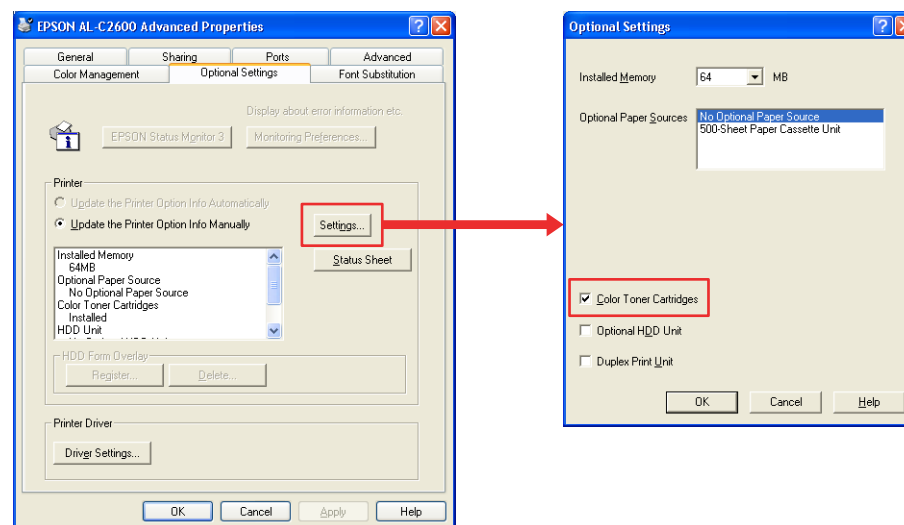 EPSON AL-C2600 Advanced Properties
General Sharing Ports Advanced
Color Management Optional Settings Font Substitution
Display about error information etc.
EPSON Status Monitor 3 Monitoring Preferences...
Printer
Update the Printer Option Info Automatically
Update the Printer Option Info Manually
Settings...
Status Sheet
Installed Memory
64MB
Optional Paper Source
No Optional Paper Source
Color Toner Cartridges
Installed
HDD Unit
HDD Form Overlay
Register... Delete...
Printer Driver
Driver Settings...
OK Cancel Apply Help
Optional Settings
Installed Memory 64 MB
Optional Paper Sources No Optional Paper Source
500-Sheet Paper Cassette Unit
Color Toner Cartridges
Optional HDD Unit
Duplex Print Unit
OK Cancel Help